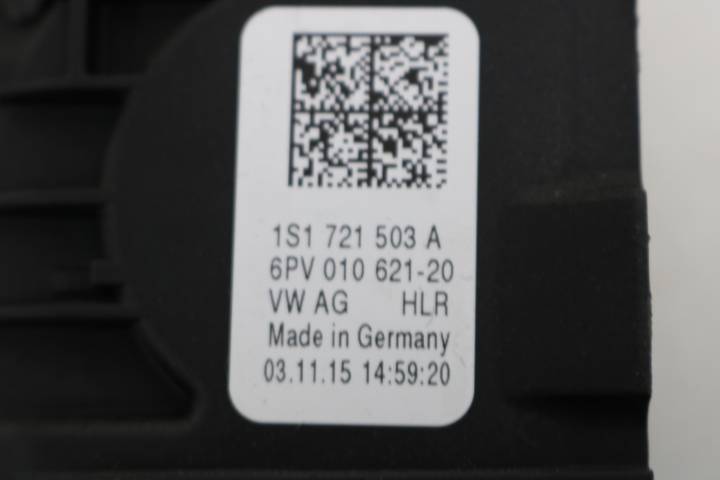 1S1 721 503 A
6PV 010 621-20
VW AG HLR
Made in Germany
03.11.15 14:59:20